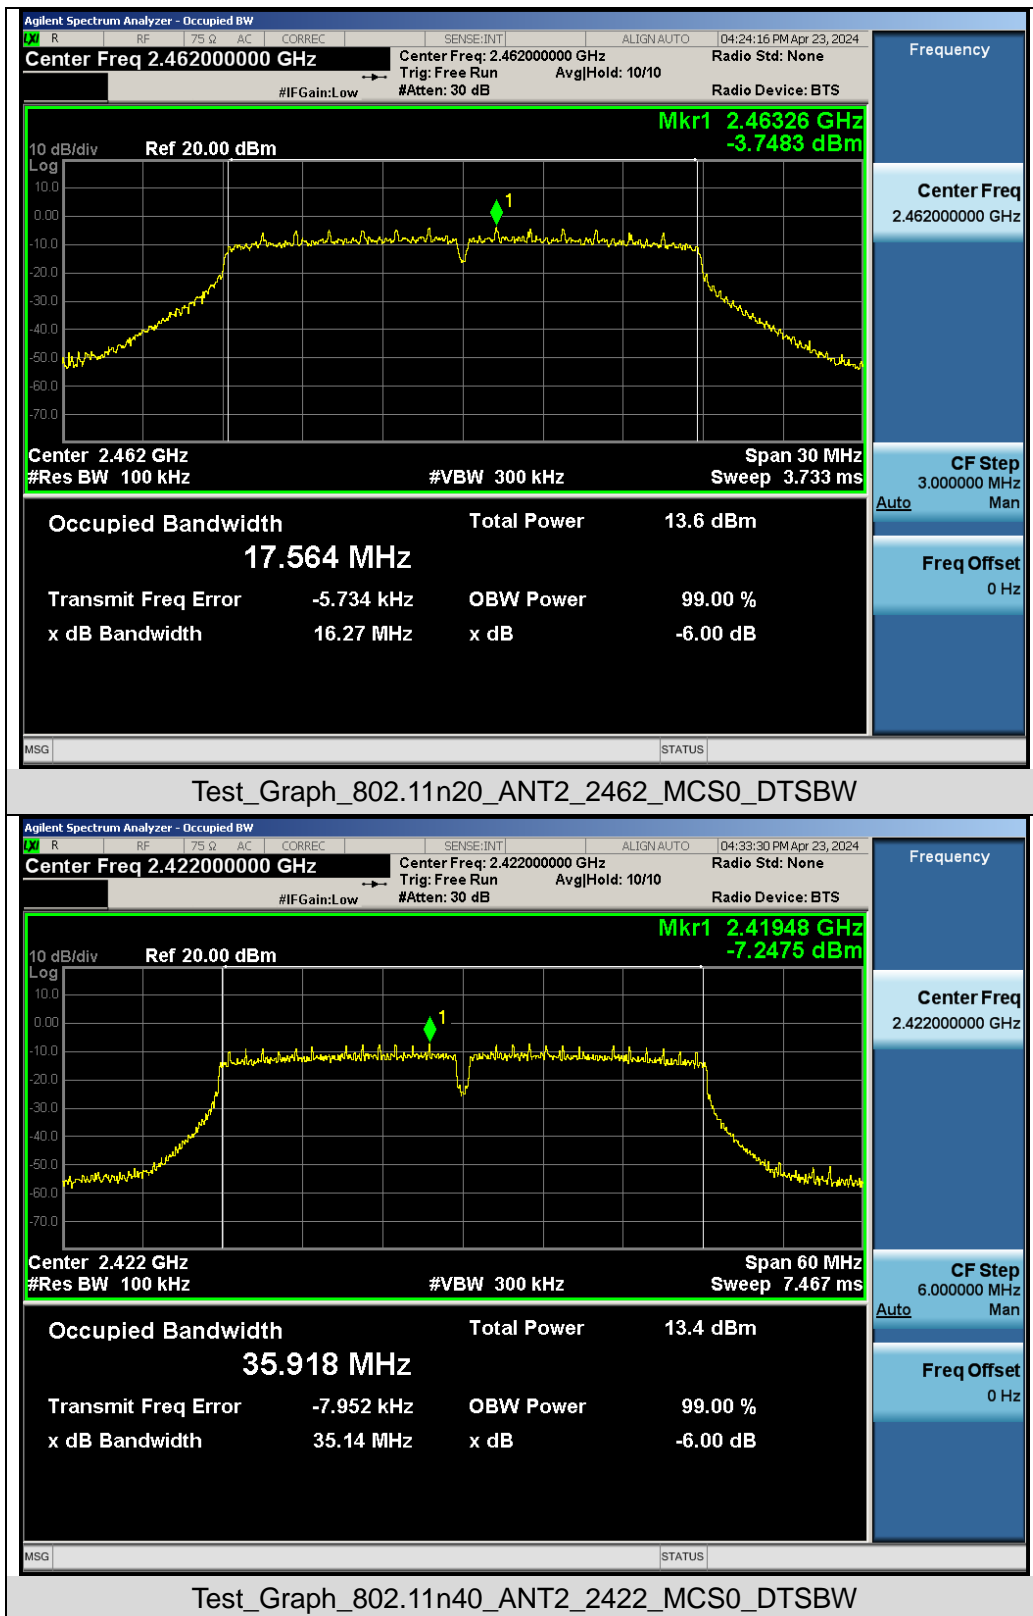 Agilent Spectrum Analyzer - Occupied BW
LXI R RF 75 Ω AC CORREC SENSE:INT ALIGN AUTO 04:24:16 PM Apr 23, 2024
Center Freq 2.462000000 GHz Center Freq: 2.462000000 GHz Radio Std: None
Trig: Free Run Avg|Hold: 10/10
#IFGain:Low #Atten: 30 dB Radio Device: BTS
Frequency
Mkr1 2.46326 GHz
-3.7483 dBm
10 dB/div Ref 20.00 dBm
Log
10.0
0.00
-10.0
-20.0
-30.0
-40.0
-50.0
-60.0
-70.0
1
Center 2.462 GHz Span 30 MHz
#Res BW 100 kHz #VBW 300 kHz Sweep 3.733 ms
Center Freq
2.462000000 GHz
CF Step
3.000000 MHz
Auto Man
Freq Offset
0 Hz
Occupied Bandwidth Total Power 13.6 dBm
17.564 MHz
Transmit Freq Error -5.734 kHz OBW Power 99.00 %
x dB Bandwidth 16.27 MHz x dB -6.00 dB
MSG STATUS
Test_Graph_802.11n20_ANT2_2462_MCS0_DTSBW
Agilent Spectrum Analyzer - Occupied BW
LXI R RF 75 Ω AC CORREC SENSE:INT ALIGN AUTO 04:33:30 PM Apr 23, 2024
Center Freq 2.422000000 GHz Center Freq: 2.422000000 GHz Radio Std: None
Trig: Free Run Avg|Hold: 10/10
#IFGain:Low #Atten: 30 dB Radio Device: BTS
Frequency
Mkr1 2.41948 GHz
-7.2475 dBm
10 dB/div Ref 20.00 dBm
Log
10.0
0.00
-10.0
-20.0
-30.0
-40.0
-50.0
-60.0
-70.0
1
Center 2.422 GHz Span 60 MHz
#Res BW 100 kHz #VBW 300 kHz Sweep 7.467 ms
Center Freq
2.422000000 GHz
CF Step
6.000000 MHz
Auto Man
Freq Offset
0 Hz
Occupied Bandwidth Total Power 13.4 dBm
35.918 MHz
Transmit Freq Error -7.952 kHz OBW Power 99.00 %
x dB Bandwidth 35.14 MHz x dB -6.00 dB
MSG STATUS
Test_Graph_802.11n40_ANT2_2422_MCS0_DTSBW